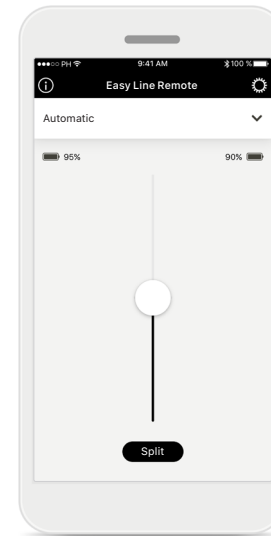 PH 9:41 AM 100 %
i Easy Line Remote
Automatic
95% 90%
Split